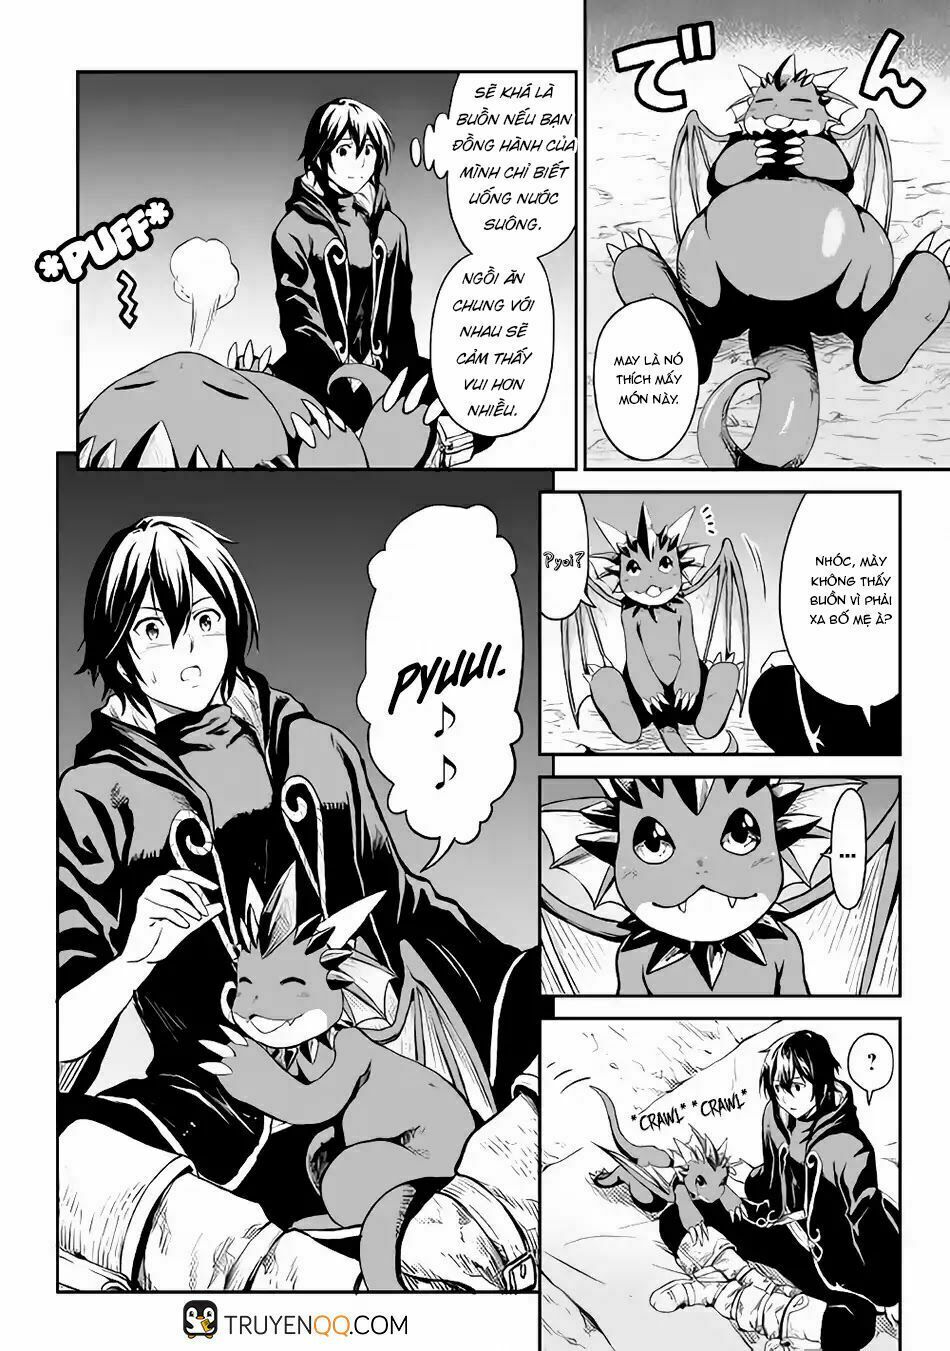 でん
MAY LÀ NÓ
THÍCH MẤY
MÓN NÀY.
SẼ KHÁ LÀ
BUỒN NẾU BẠN
ĐỒNG HÀNH CỦA
MÌNH CHỈ BIẾT
UỐNG NƯỚC
SUÔNG.
NGỒI ĂN
CHUNG VỚI
NHAU SẼ
CẢM THẤY
VUI HƠN
NHIỀU.
*PUFF*
NHÓC, MÀY
KHÔNG THẤY
BUỒN VÌ PHẢI
XA BỐ MẸ À?
Pyoi?
...
?
*CRAWL* *CRAWL*
PYUUI.
♪
♪
TRUYENQQ.COM